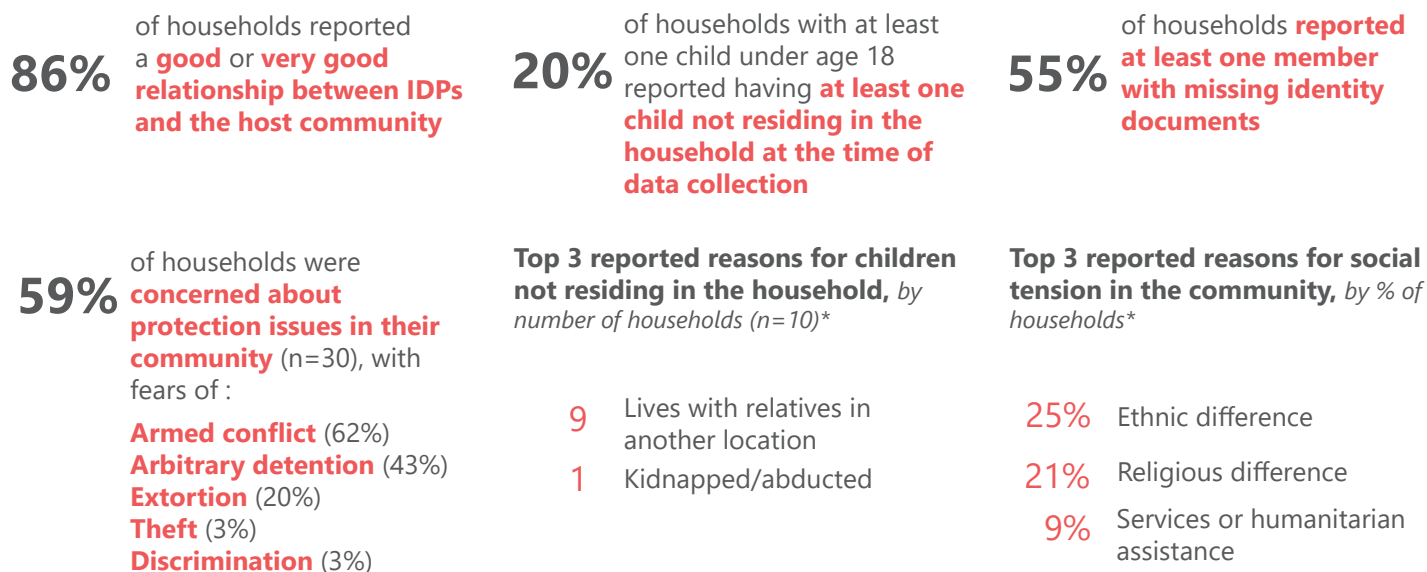 86%
of households reported
a good or very good
relationship between IDPs
and the host community
20%
of households with at least
one child under age 18
reported having at least one
child not residing in the
household at the time of
data collection
55%
of households reported
at least one member
with missing identity
documents
59%
of households were
concerned about
protection issues in their
community (n=30), with
fears of :
Armed conflict (62%)
Arbitrary detention (43%)
Extortion (20%)
Theft (3%)
Discrimination (3%)
Top 3 reported reasons for children
not residing in the household, by
number of households (n=10)*
9 Lives with relatives in
another location
1 Kidnapped/abducted
Top 3 reported reasons for social
tension in the community, by % of
households*
25% Ethnic difference
21% Religious difference
9% Services or humanitarian
assistance